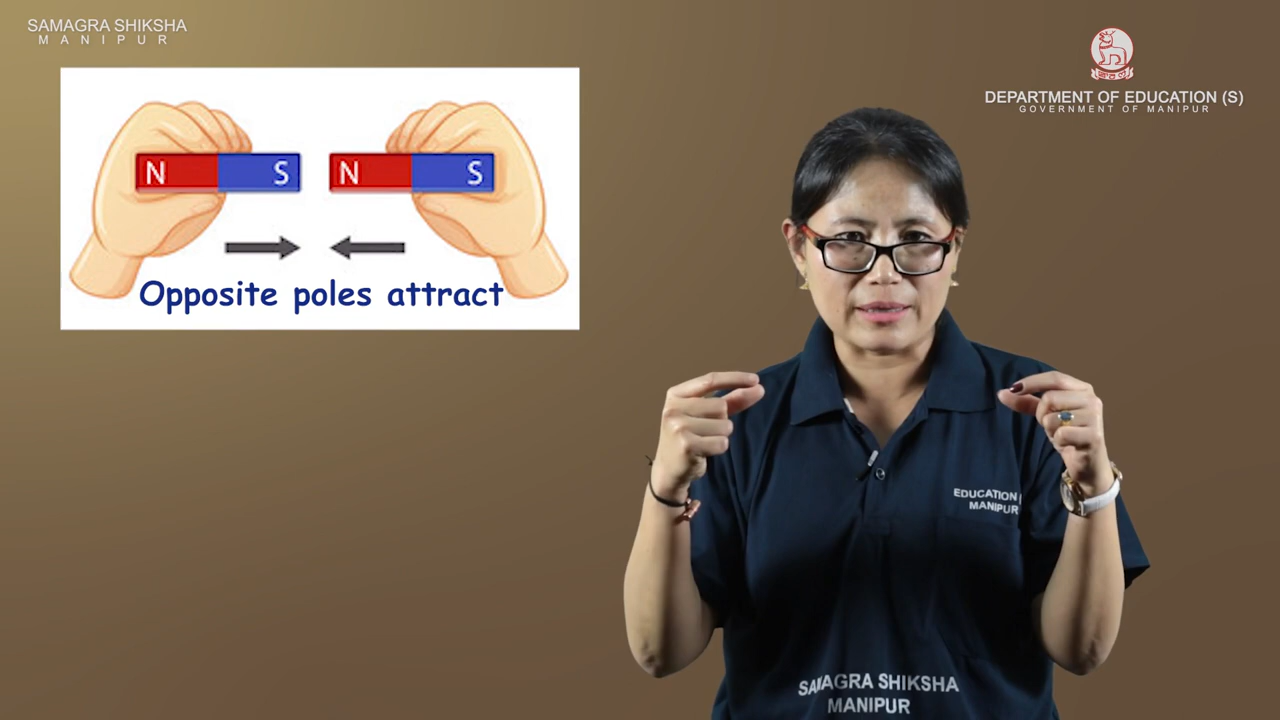 SAMAGRA SHIKSHA
MANIPUR
DEPARTMENT OF EDUCATION (S)
GOVERNMENT OF MANIPUR
N S N S
Opposite poles attract
EDUCATION
MANIPUR
SAMAGRA SHIKSHA
MANIPUR